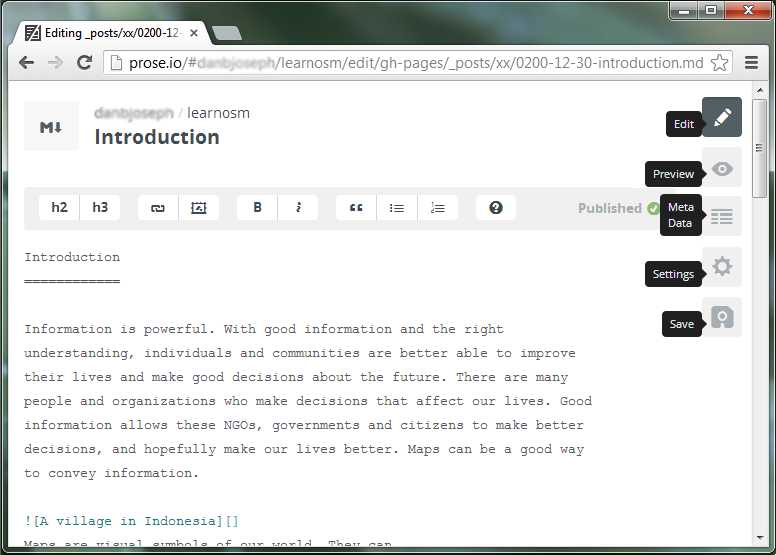 Editing _posts/xx/0200-12-
prose.io/#danbjoseph/learnosm/edit/gh-pages/_posts/xx/0200-12-30-introduction.md
M↓
danbjoseph / learnosm
Introduction
Edit
Preview
Meta
Data
Settings
Save
h2 h3 B i “ ?
Published
Introduction
============
Information is powerful. With good information and the right
understanding, individuals and communities are better able to improve
their lives and make good decisions about the future. There are many
people and organizations who make decisions that affect our lives. Good
information allows these NGOs, governments and citizens to make better
decisions, and hopefully make our lives better. Maps can be a good way
to convey information.
![A village in Indonesia][]
Maps are visual symbols of our world. They can